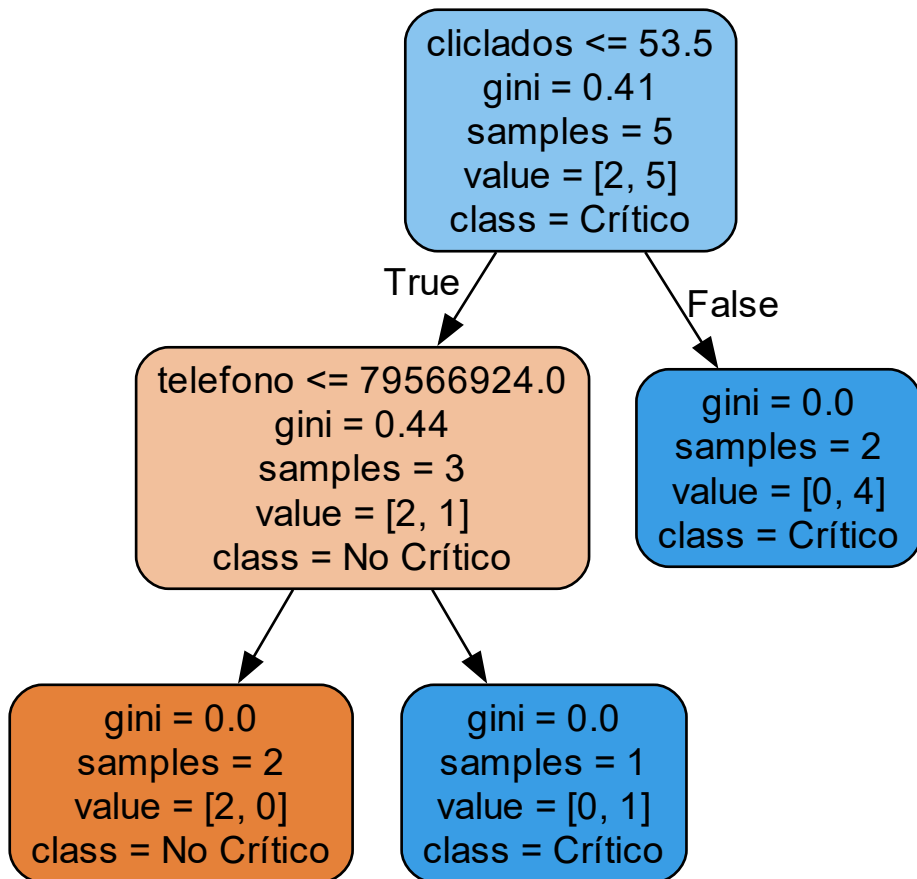 cliclados <= 53.5
gini = 0.41
samples = 5
value = [2, 5]
class = Crítico
True
False
telefono <= 79566924.0
gini = 0.44
samples = 3
value = [2, 1]
class = No Crítico
gini = 0.0
samples = 2
value = [0, 4]
class = Crítico
gini = 0.0
samples = 2
value = [2, 0]
class = No Crítico
gini = 0.0
samples = 1
value = [0, 1]
class = Crítico